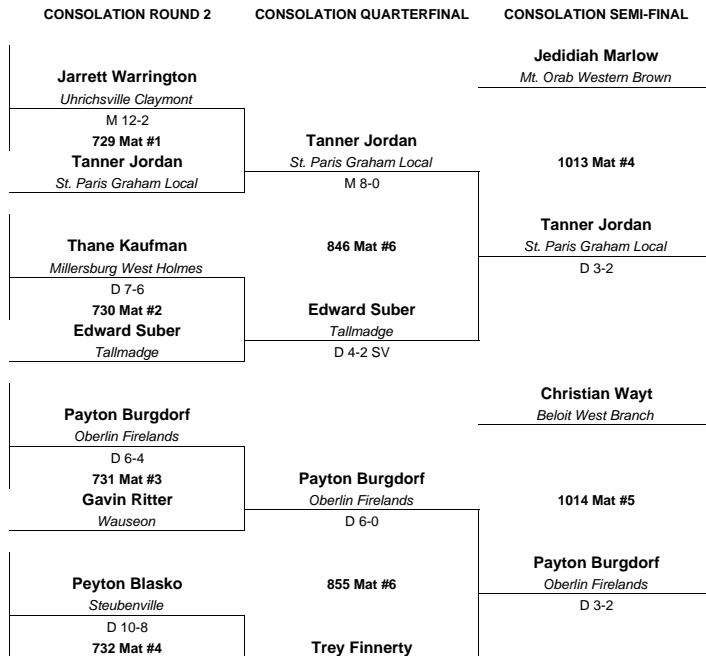 CONSOLATION ROUND 2 CONSOLATION QUARTERFINAL CONSOLATION SEMI-FINAL
Jedidiah Marlow
Mt. Orab Western Brown
Jarrett Warrington
Uhrichsville Claymont
M 12-2
729 Mat #1
Tanner Jordan
St. Paris Graham Local
Tanner Jordan
St. Paris Graham Local
M 8-0
1013 Mat #4
Thane Kaufman
Millersburg West Holmes
D 7-6
730 Mat #2
Edward Suber
Tallmadge
846 Mat #6
Edward Suber
Tallmadge
D 4-2 SV
Tanner Jordan
St. Paris Graham Local
D 3-2
Christian Wayt
Beloit West Branch
Payton Burgdorf
Oberlin Firelands
D 6-4
731 Mat #3
Gavin Ritter
Wauseon
Payton Burgdorf
Oberlin Firelands
D 6-0
1014 Mat #5
Peyton Blasko
Steubenville
D 10-8
732 Mat #4
855 Mat #6
Trey Finnerty
Payton Burgdorf
Oberlin Firelands
D 3-2